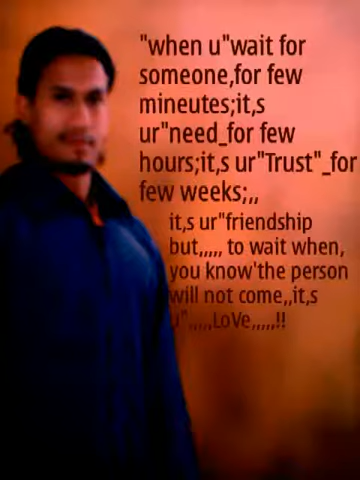 "when u"wait for
someone,for few
mineutes;it,s
ur"need_for few
hours;it,s ur"Trust"_for
few weeks;,,
it,s ur"friendship
but,,,,, to wait when,
you know'the person
will not come,,it,s
u",,,,,LoVe,,,,,!!